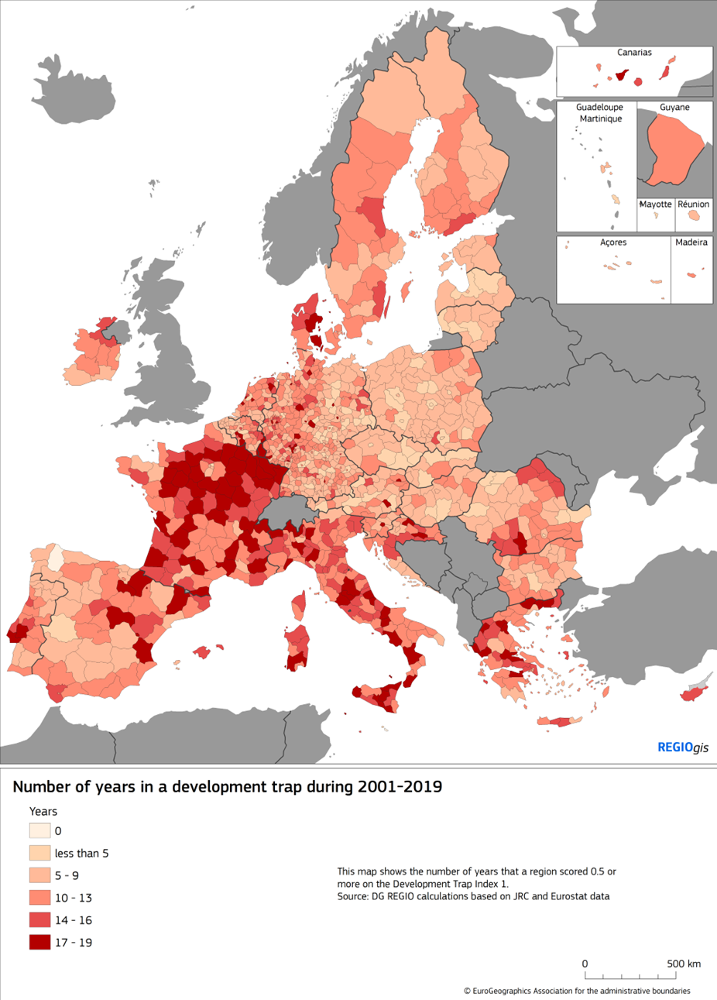 Canarias
Guadeloupe
Martinique
Guyane
Mayotte
Réunion
Açores
Madeira
REGIOgis
Number of years in a development trap during 2001-2019
Years
0
less than 5
5 - 9
10 - 13
14 - 16
17 - 19
This map shows the number of years that a region scored 0.5 or
more on the Development Trap Index 1.
Source: DG REGIO calculations based on JRC and Eurostat data
0
500 km
© EuroGeographics Association for the administrative boundaries